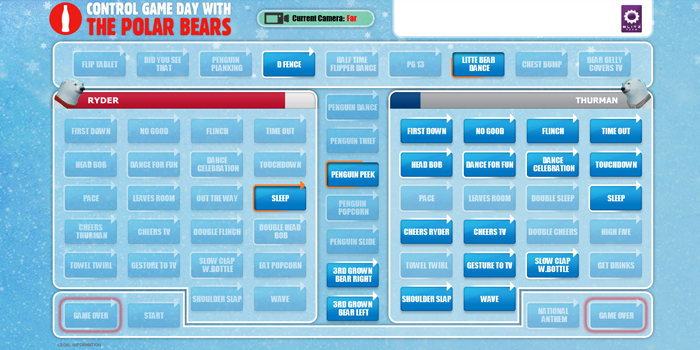 CONTROL GAME DAY WITH
THE POLAR BEARS
Current Camera: Far
BLITZ
FLIP TABLET
DID YOU SEE
THAT
PENGUIN
PLANKING
D FENCE
HALF TIME
FLIPPER DANCE
PG 13
LITTE BEAR
DANCE
CHEST BUMP
BEAR BELLY
COVERS TV
RYDER
FIRST DOWN
NO GOOD
FLINCH
TIME OUT
HEAD BOB
DANCE FOR FUN
DANCE
CELEBRATION
TOUCHDOWN
PACE
LEAVES ROOM
OUT THE WAY
SLEEP
CHEERS
THURMAN
CHEERS TV
DOUBLE FLINCH
DOUBLE HEAD
BOB
TOWEL TWIRL
GESTURE TO TV
SLOW CLAP
W.BOTTLE
EAT POPCORN
SHOULDER SLAP
WAVE
GAME OVER
START
PENGUIN DANCE
PENGUIN THIEF
PENGUIN PEEK
PENGUIN
POPCORN
PENGUIN SLIDE
3RD GROWN
BEAR RIGHT
3RD GROWN
BEAR LEFT
THURMAN
FIRST DOWN
NO GOOD
FLINCH
TIME OUT
HEAD BOB
DANCE FOR FUN
DANCE
CELEBRATION
TOUCHDOWN
PACE
LEAVES ROOM
DOUBLE SLEEP
SLEEP
CHEERS RYDER
CHEERS TV
DOUBLE CHEERS
HIGH FIVE
TOWEL TWIRL
GESTURE TO TV
SLOW CLAP
W.BOTTLE
GET DRINKS
SHOULDER SLAP
WAVE
NATIONAL
ANTHEM
GAME OVER
LEGAL INFORMATION